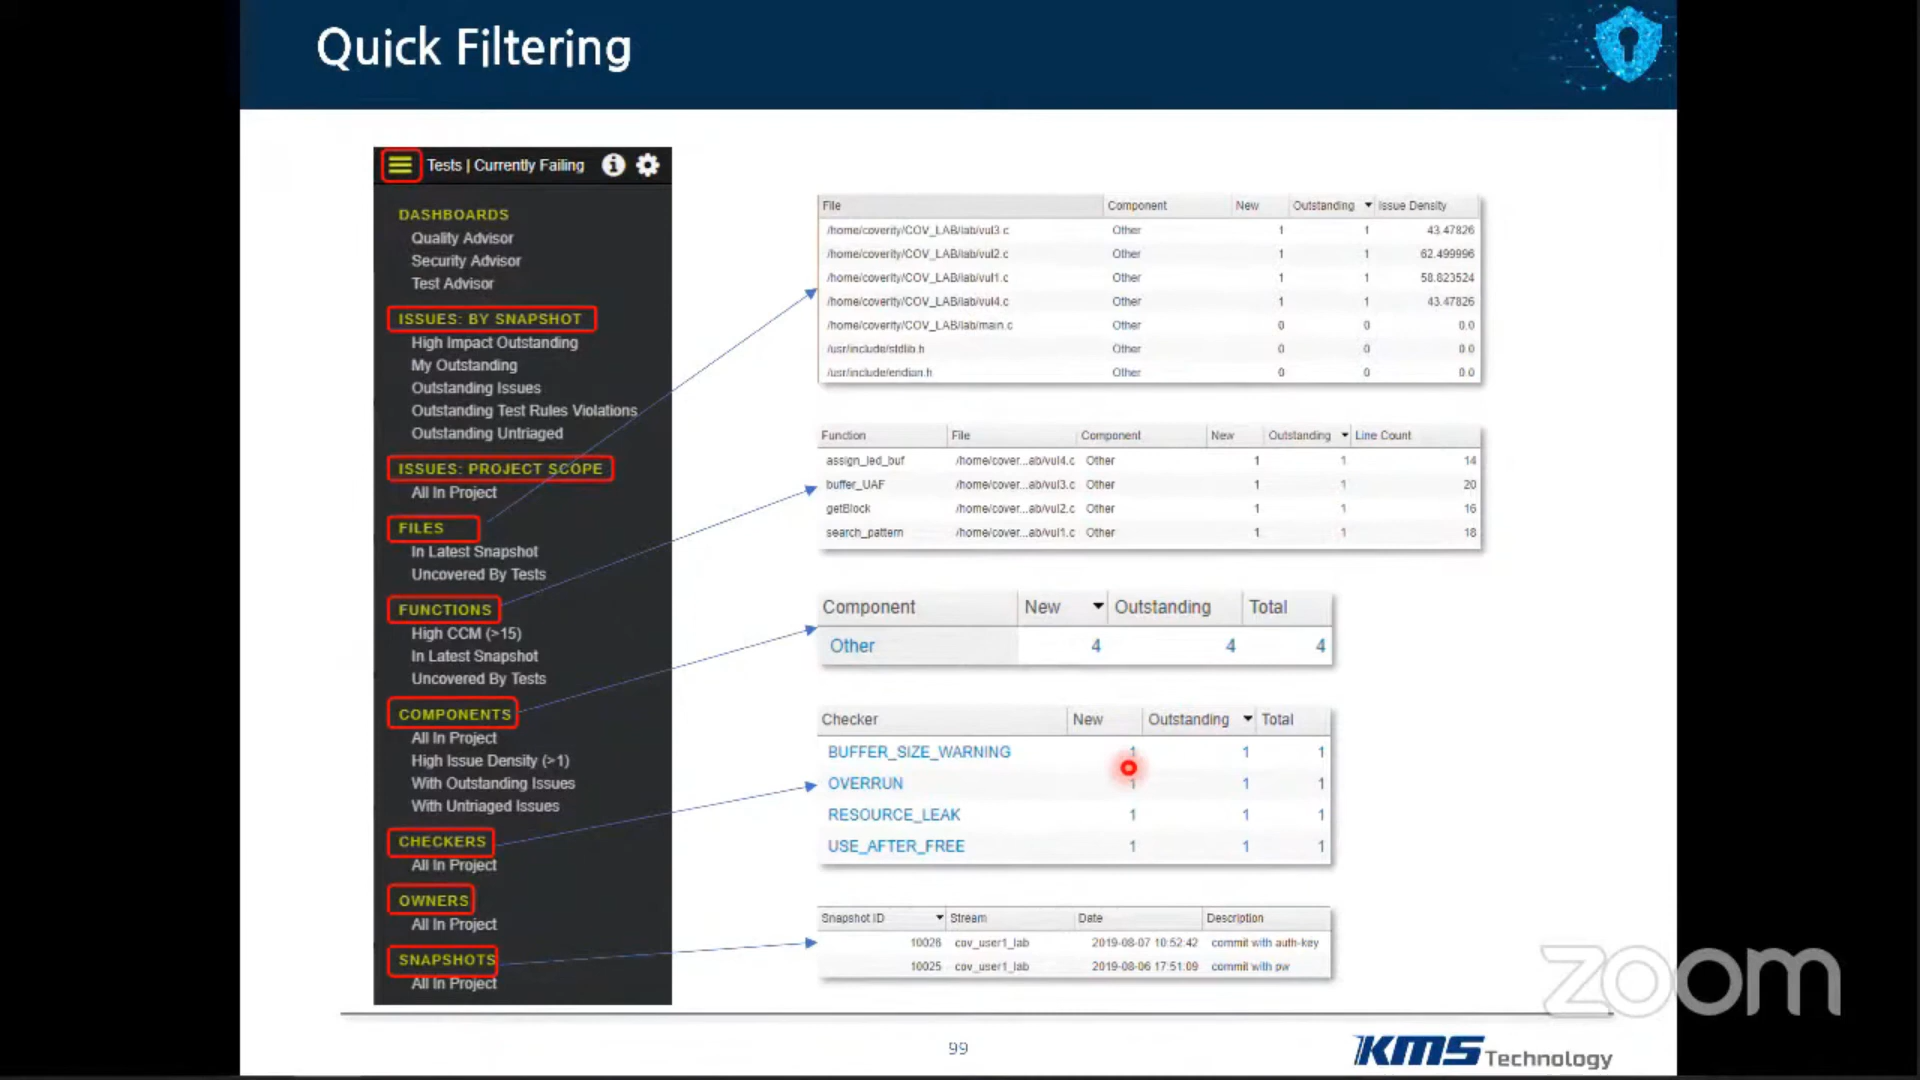 Quick Filtering
Tests | Currently Failing
DASHBOARDS
Quality Advisor
Security Advisor
Test Advisor
ISSUES: BY SNAPSHOT
High Impact Outstanding
My Outstanding
Outstanding Issues
Outstanding Test Rules Violations
Outstanding Untriaged
ISSUES: PROJECT SCOPE
All In Project
FILES
In Latest Snapshot
Uncovered By Tests
FUNCTIONS
High CCM (>15)
In Latest Snapshot
Uncovered By Tests
COMPONENTS
All In Project
High Issue Density (>1)
With Outstanding Issues
With Untriaged Issues
CHECKERS
All In Project
OWNERS
All In Project
SNAPSHOTS
All In Project
File Component New Outstanding Issue Density
/home/coverity/COV_LAB/lab/vul3.c Other 1 1 43.47826
/home/coverity/COV_LAB/lab/vul2.c Other 1 1 62.499996
/home/coverity/COV_LAB/lab/vul1.c Other 1 1 58.823524
/home/coverity/COV_LAB/lab/vul4.c Other 1 1 43.47826
/home/coverity/COV_LAB/lab/main.c Other 0 0 0.0
/usr/include/stdlib.h Other 0 0 0.0
/usr/include/endian.h Other 0 0 0.0
Function File Component New Outstanding Line Count
assign_led_buf /home/cover...ab/vul4.c Other 1 1 14
buffer_UAF /home/cover...ab/vul3.c Other 1 1 20
getBlock /home/cover...ab/vul2.c Other 1 1 16
search_pattern /home/cover...ab/vul1.c Other 1 1 18
Component New Outstanding Total
Other 4 4 4
Checker New Outstanding Total
BUFFER_SIZE_WARNING 1 1 1
OVERRUN 1 1 1
RESOURCE_LEAK 1 1 1
USE_AFTER_FREE 1 1 1
Snapshot ID Stream Date Description
10026 cov_user1_lab 2019-08-07 10:52:42 commit with auth-key
10025 cov_user1_lab 2019-08-06 17:51:09 commit with pw
zoom
99
KMS Technology